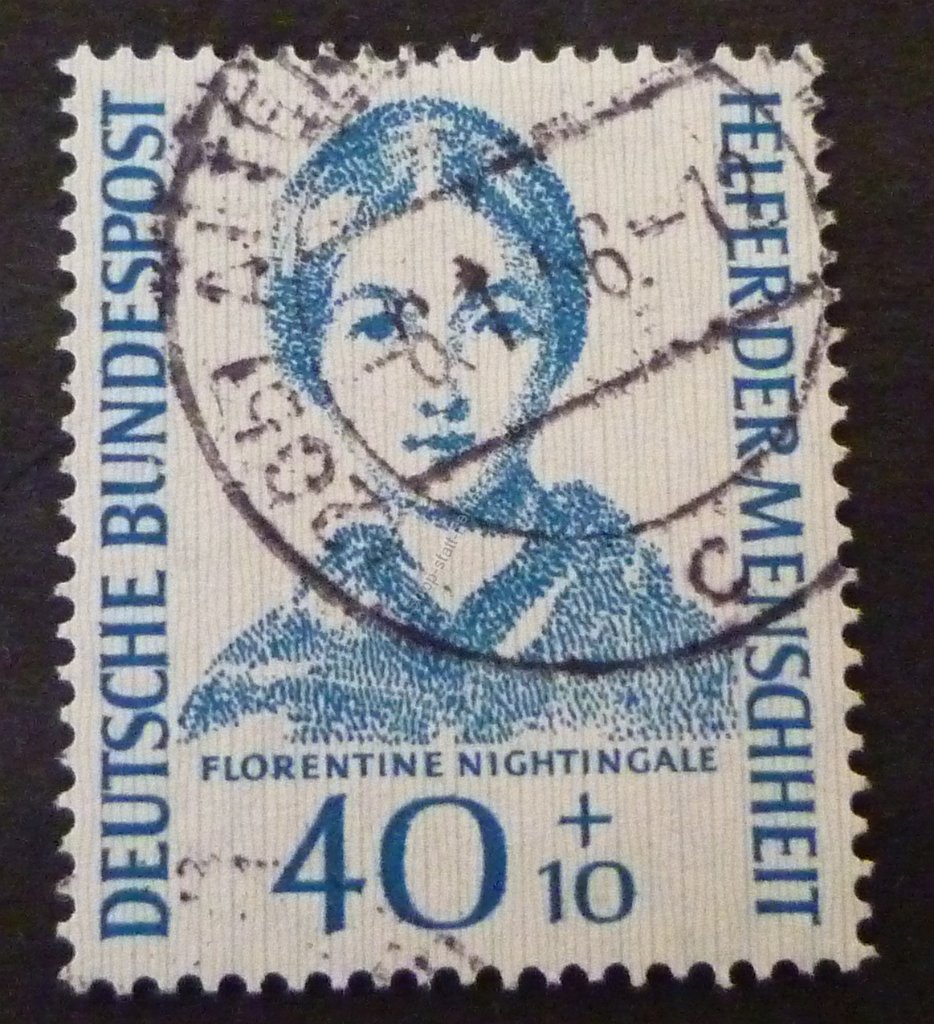 DEUTSCHE BUNDESPOST
HELFER DER MENSCHHEIT
FLORENTINE NIGHTINGALE
40 + 10